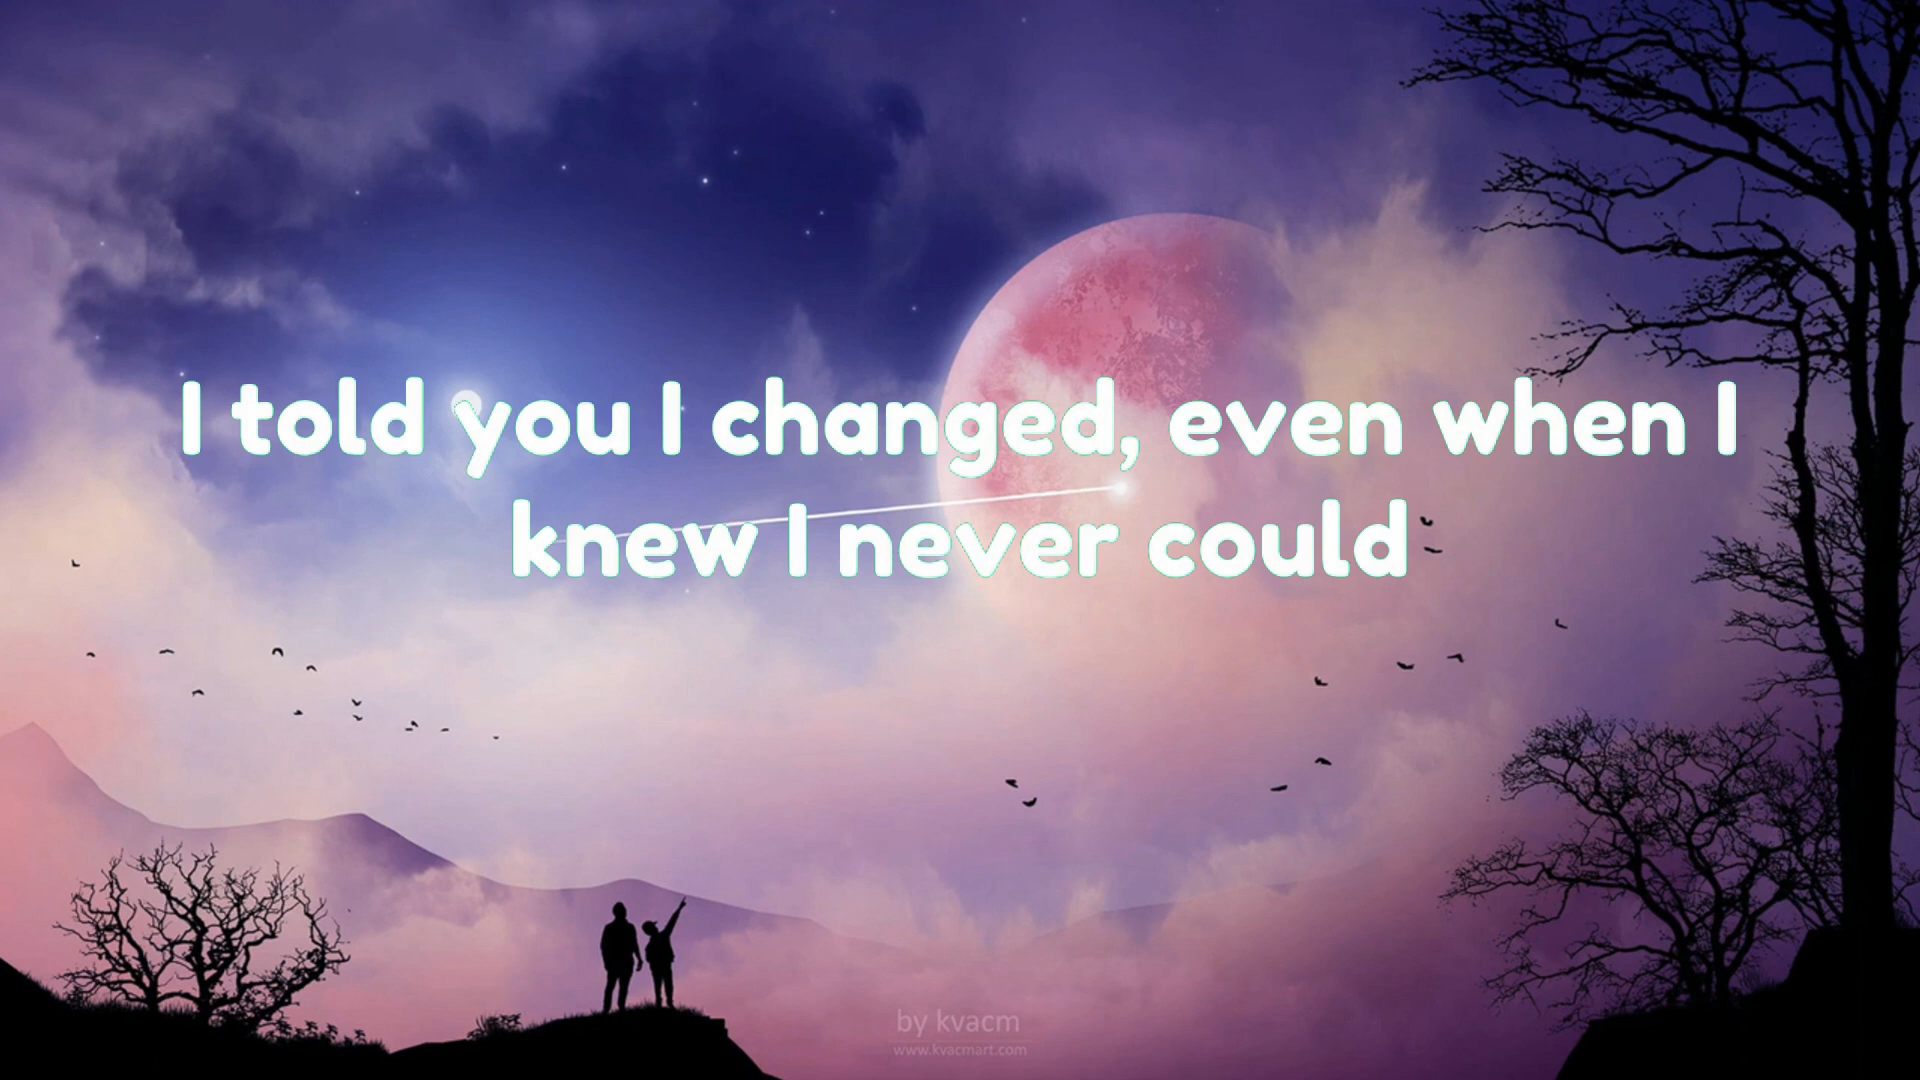 I told you I changed, even when I
knew I never could
by kvacm
www.kvacmart.com